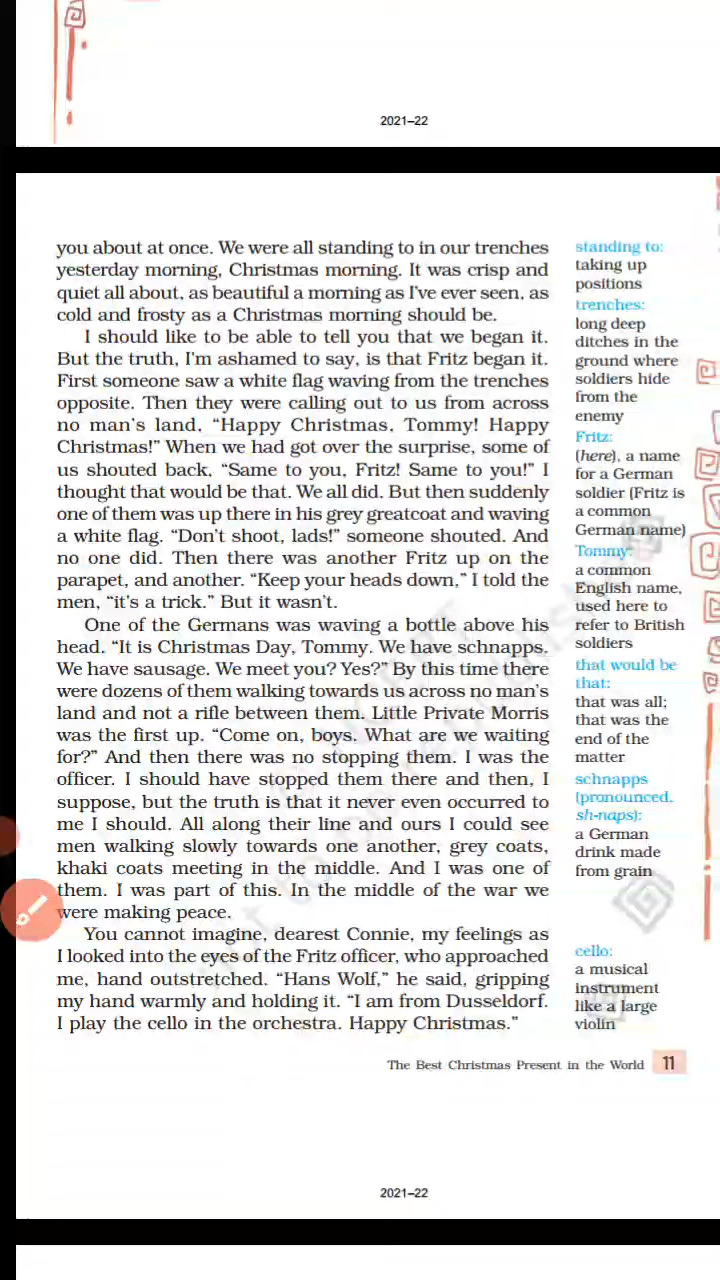 2021–22
you about at once. We were all standing to in our trenches
yesterday morning, Christmas morning. It was crisp and
quiet all about, as beautiful a morning as I've ever seen, as
cold and frosty as a Christmas morning should be.
I should like to be able to tell you that we began it.
But the truth, I'm ashamed to say, is that Fritz began it.
First someone saw a white flag waving from the trenches
opposite. Then they were calling out to us from across
no man's land, “Happy Christmas, Tommy! Happy
Christmas!” When we had got over the surprise, some of
us shouted back, “Same to you, Fritz! Same to you!” I
thought that would be that. We all did. But then suddenly
one of them was up there in his grey greatcoat and waving
a white flag. “Don't shoot, lads!” someone shouted. And
no one did. Then there was another Fritz up on the
parapet, and another. “Keep your heads down,” I told the
men, “it's a trick.” But it wasn't.
One of the Germans was waving a bottle above his
head. “It is Christmas Day, Tommy. We have schnapps.
We have sausage. We meet you? Yes?” By this time there
were dozens of them walking towards us across no man's
land and not a rifle between them. Little Private Morris
was the first up. “Come on, boys. What are we waiting
for?” And then there was no stopping them. I was the
officer. I should have stopped them there and then, I
suppose, but the truth is that it never even occurred to
me I should. All along their line and ours I could see
men walking slowly towards one another, grey coats,
khaki coats meeting in the middle. And I was one of
them. I was part of this. In the middle of the war we
were making peace.
You cannot imagine, dearest Connie, my feelings as
I looked into the eyes of the Fritz officer, who approached
me, hand outstretched. “Hans Wolf,” he said, gripping
my hand warmly and holding it. “I am from Dusseldorf.
I play the cello in the orchestra. Happy Christmas.”
standing to:
taking up
positions
trenches:
long deep
ditches in the
ground where
soldiers hide
from the
enemy
Fritz:
(here), a name
for a German
soldier (Fritz is
a common
German name)
Tommy:
a common
English name,
used here to
refer to British
soldiers
that would be
that:
that was all;
that was the
end of the
matter
schnapps
(pronounced,
sh-naps):
a German
drink made
from grain
cello:
a musical
instrument
like a large
violin
The Best Christmas Present in the World 11
2021–22